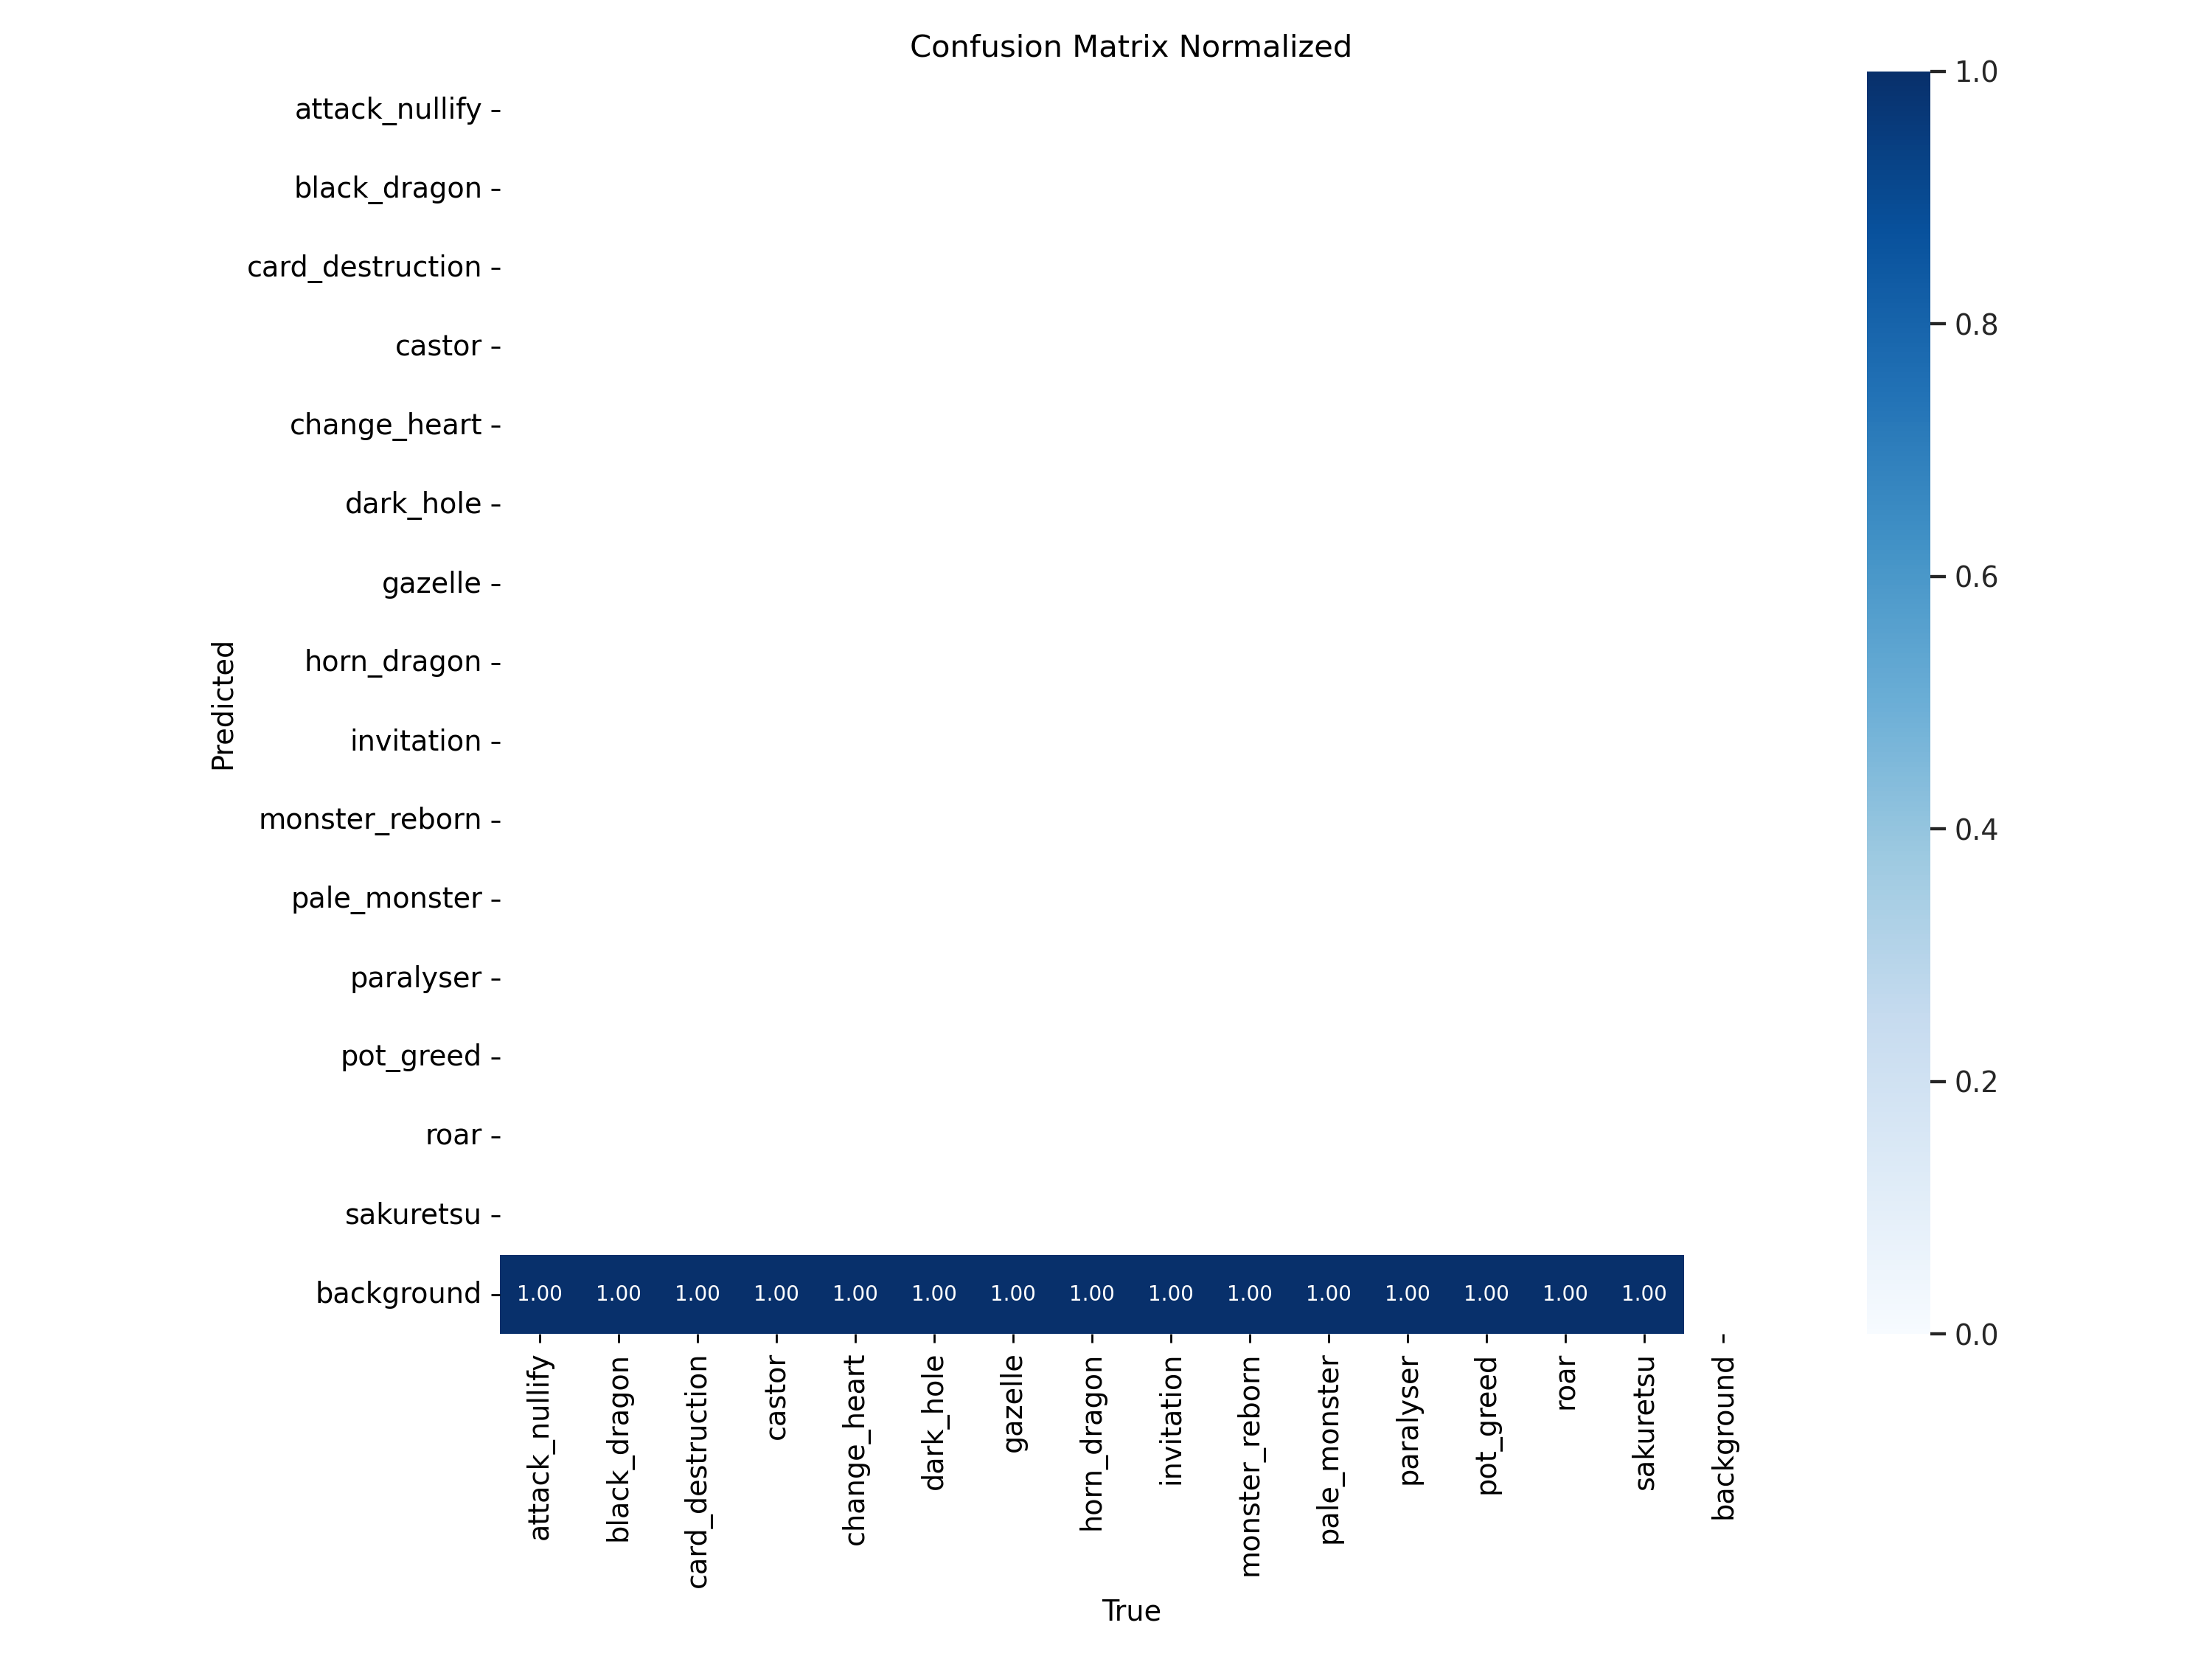 Confusion Matrix Normalized
attack_nullify
black_dragon
card_destruction
castor
change_heart
dark_hole
gazelle
horn_dragon
invitation
monster_reborn
pale_monster
paralyser
pot_greed
roar
sakuretsu
background
Predicted
1.00 1.00 1.00 1.00 1.00 1.00 1.00 1.00 1.00 1.00 1.00 1.00 1.00 1.00 1.00
attack_nullify
black_dragon
card_destruction
castor
change_heart
dark_hole
gazelle
horn_dragon
invitation
monster_reborn
pale_monster
paralyser
pot_greed
roar
sakuretsu
background
True
1.0
0.8
0.6
0.4
0.2
0.0